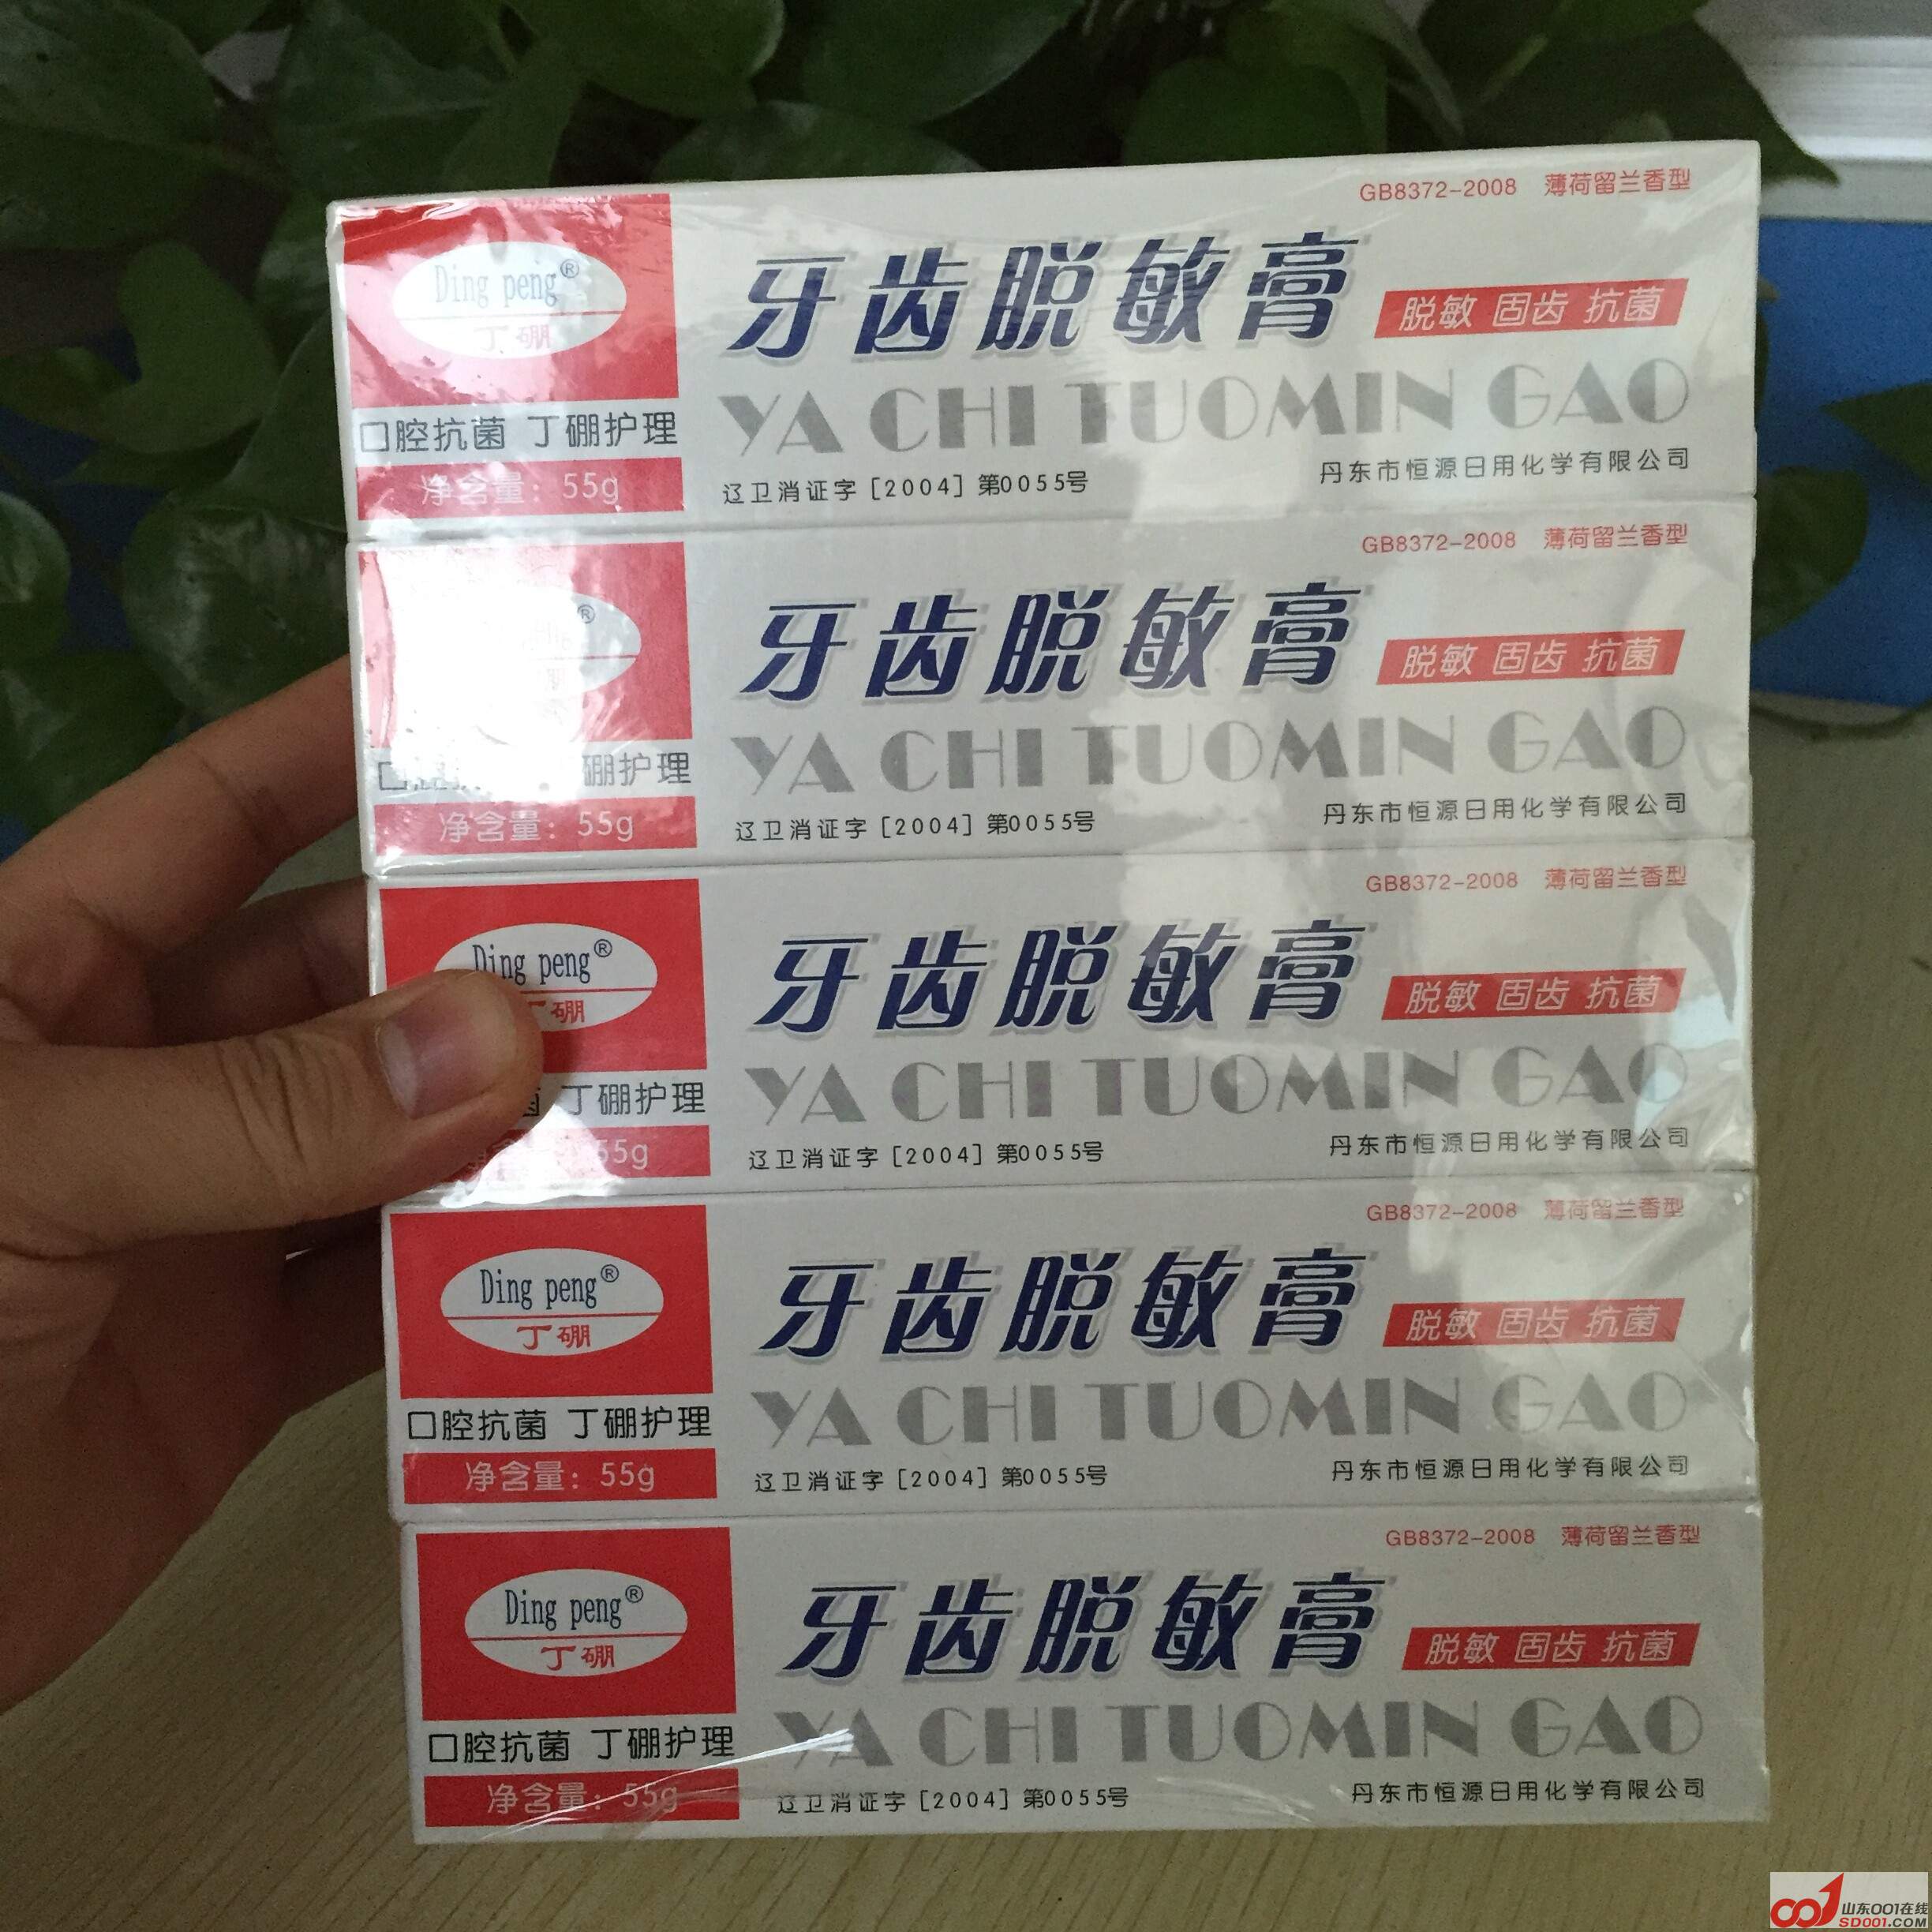 GB8372-2008 薄荷留兰香型
Ding peng®
丁硼
牙齿脱敏膏
脱敏 固齿 抗菌
YA CHI TUOMIN GAO
口腔抗菌 丁硼护理
净含量：55g
辽卫消证字［2004］第0055号
丹东市恒源日用化学有限公司
GB8372-2008 薄荷留兰香型
®
牙齿脱敏膏
脱敏 固齿 抗菌
YA CHI TUOMIN GAO
硼护理
净含量：55g
辽卫消证字［2004］第0055号
丹东市恒源日用化学有限公司
GB8372-2008 薄荷留兰香型
Ding peng®
丁硼
牙齿脱敏膏
脱敏 固齿 抗菌
YA CHI TUOMIN GAO
菌 丁硼护理
55g
辽卫消证字［2004］第0055号
丹东市恒源日用化学有限公司
GB8372-2008 薄荷留兰香型
Ding peng®
丁硼
牙齿脱敏膏
脱敏 固齿 抗菌
YA CHI TUOMIN GAO
口腔抗菌 丁硼护理
净含量：55g
辽卫消证字［2004］第0055号
丹东市恒源日用化学有限公司
GB8372-2008 薄荷留兰香型
Ding peng®
丁硼
牙齿脱敏膏
脱敏 固齿 抗菌
YA CHI TUOMIN GAO
口腔抗菌 丁硼护理
净含量：55g
辽卫消证字［2004］第0055号
丹东市恒源日用化学有限公司
001 山东001在线
SD001.COM